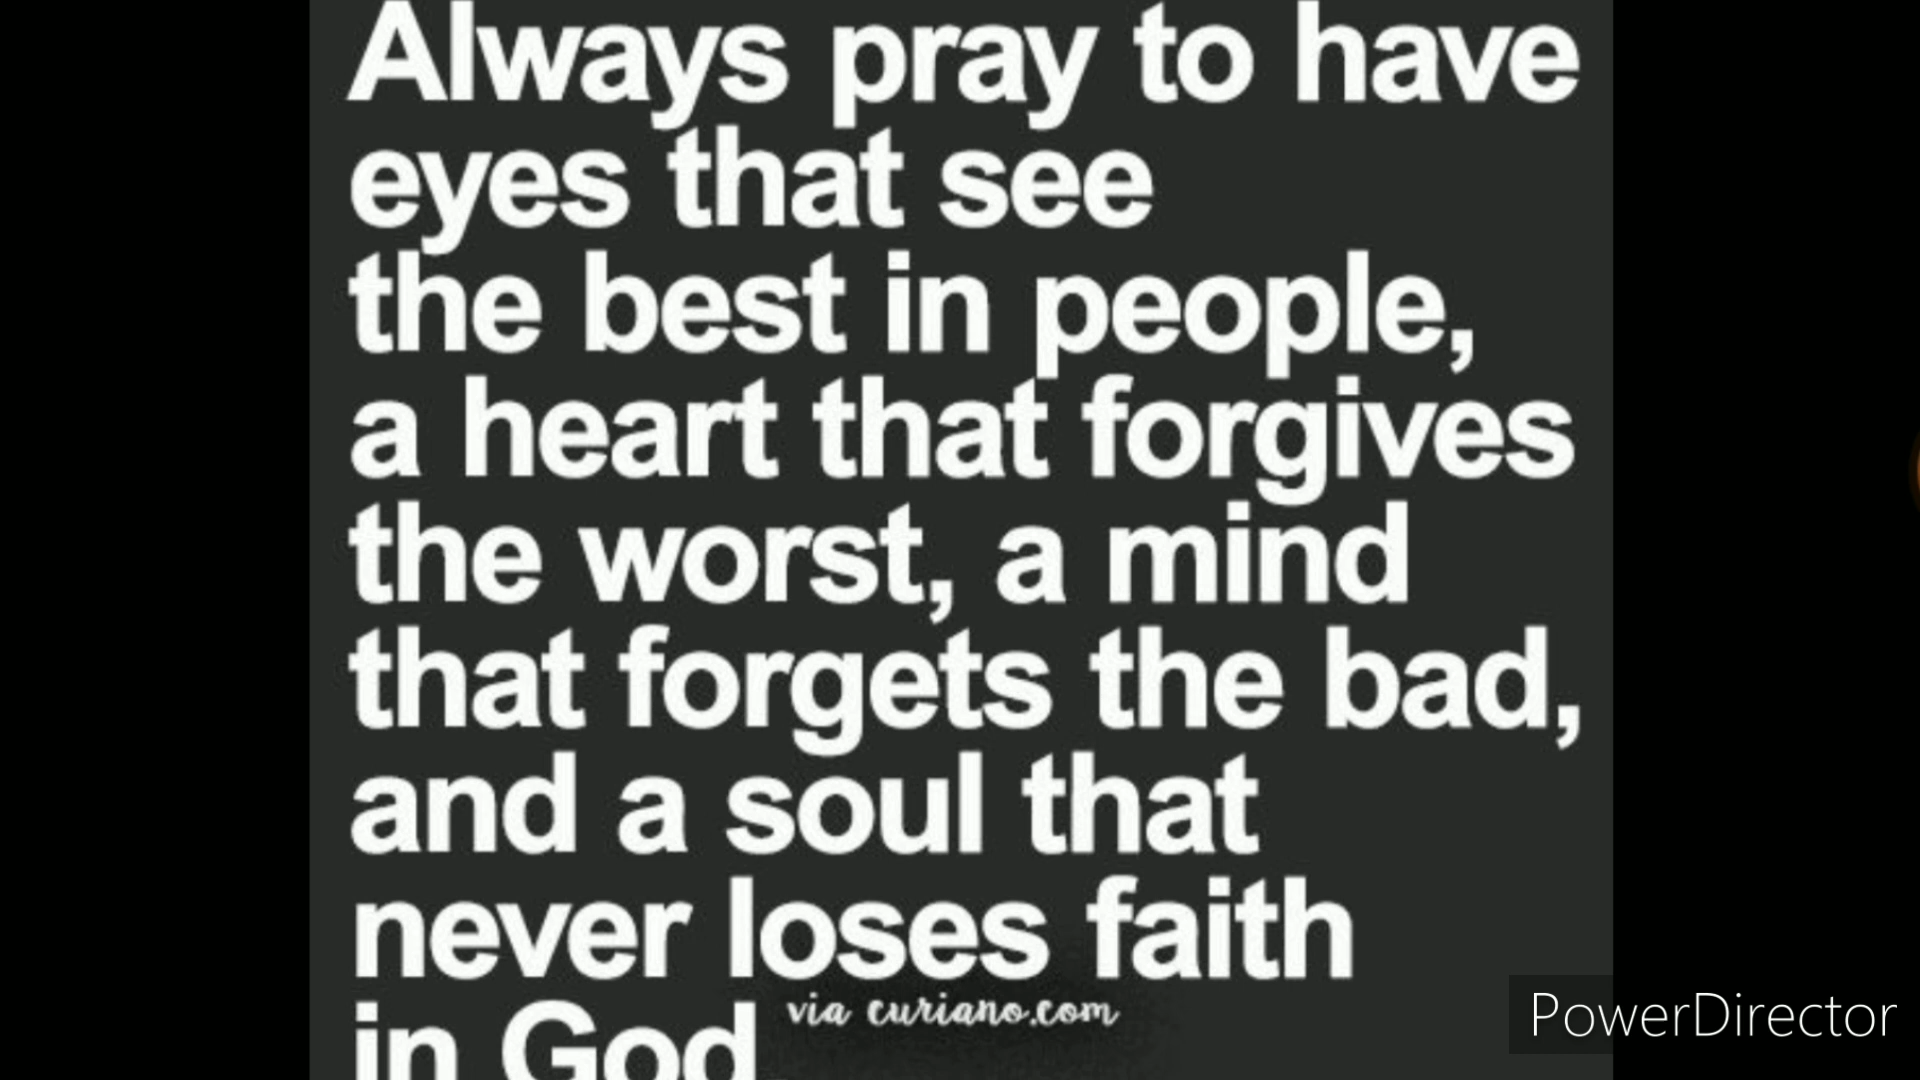 Always pray to have
eyes that see
the best in people,
a heart that forgives
the worst, a mind
that forgets the bad,
and a soul that
never loses faith
in God
via curiano.com
PowerDirector